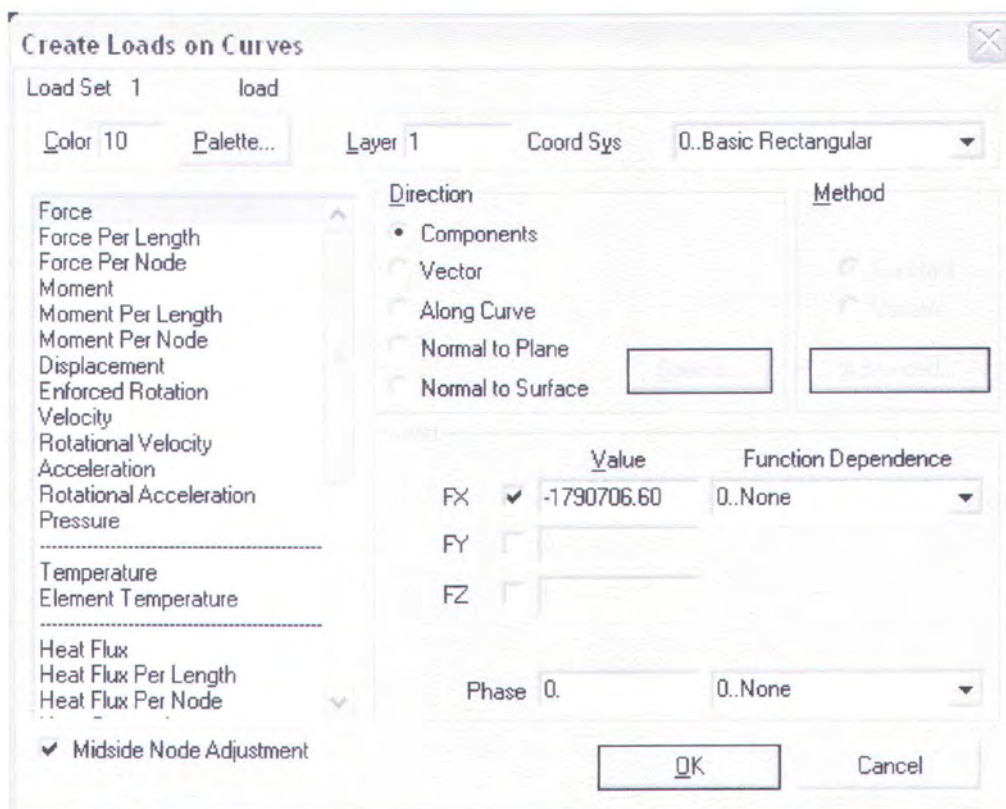 Create Loads on Curves
Load Set 1 load
Color 10 Palette... Layer 1 Coord Sys 0..Basic Rectangular
Force
Force Per Length
Force Per Node
Moment
Moment Per Length
Moment Per Node
Displacement
Enforced Rotation
Velocity
Rotational Velocity
Acceleration
Rotational Acceleration
Pressure
Temperature
Element Temperature
Heat Flux
Heat Flux Per Length
Heat Flux Per Node
Midside Node Adjustment
Direction
Components
Vector
Along Curve
Normal to Plane
Normal to Surface
Method
Advanced...
Value Function Dependence
FX -1790706.60 0..None
FY
FZ
Phase 0. 0..None
OK Cancel